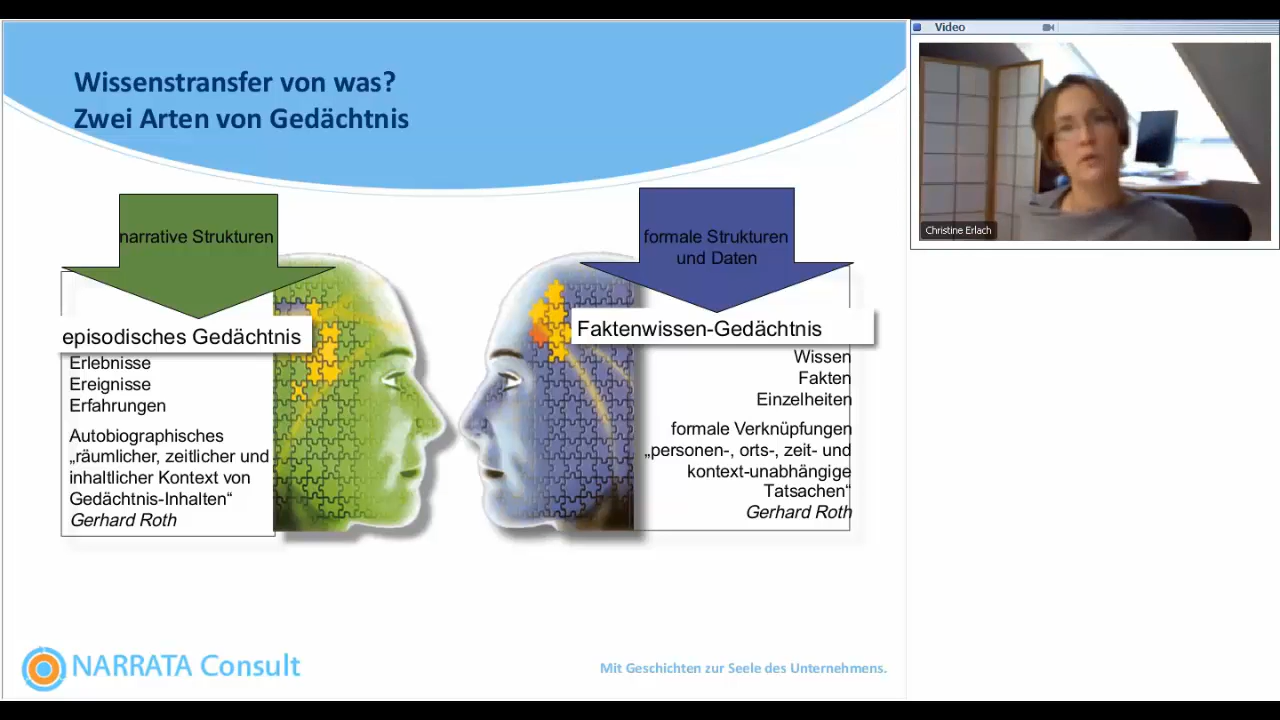 Wissenstransfer von was?
Zwei Arten von Gedächtnis
narrative Strukturen
episodisches Gedächtnis
Erlebnisse
Ereignisse
Erfahrungen
Autobiographisches
„räumlicher, zeitlicher und
inhaltlicher Kontext von
Gedächtnis-Inhalten“
Gerhard Roth
formale Strukturen
und Daten
Faktenwissen-Gedächtnis
Wissen
Fakten
Einzelheiten
formale Verknüpfungen
„personen-, orts-, zeit- und
kontext-unabhängige
Tatsachen“
Gerhard Roth
NARRATA Consult
Mit Geschichten zur Seele des Unternehmens.
Video
Christine Erlach